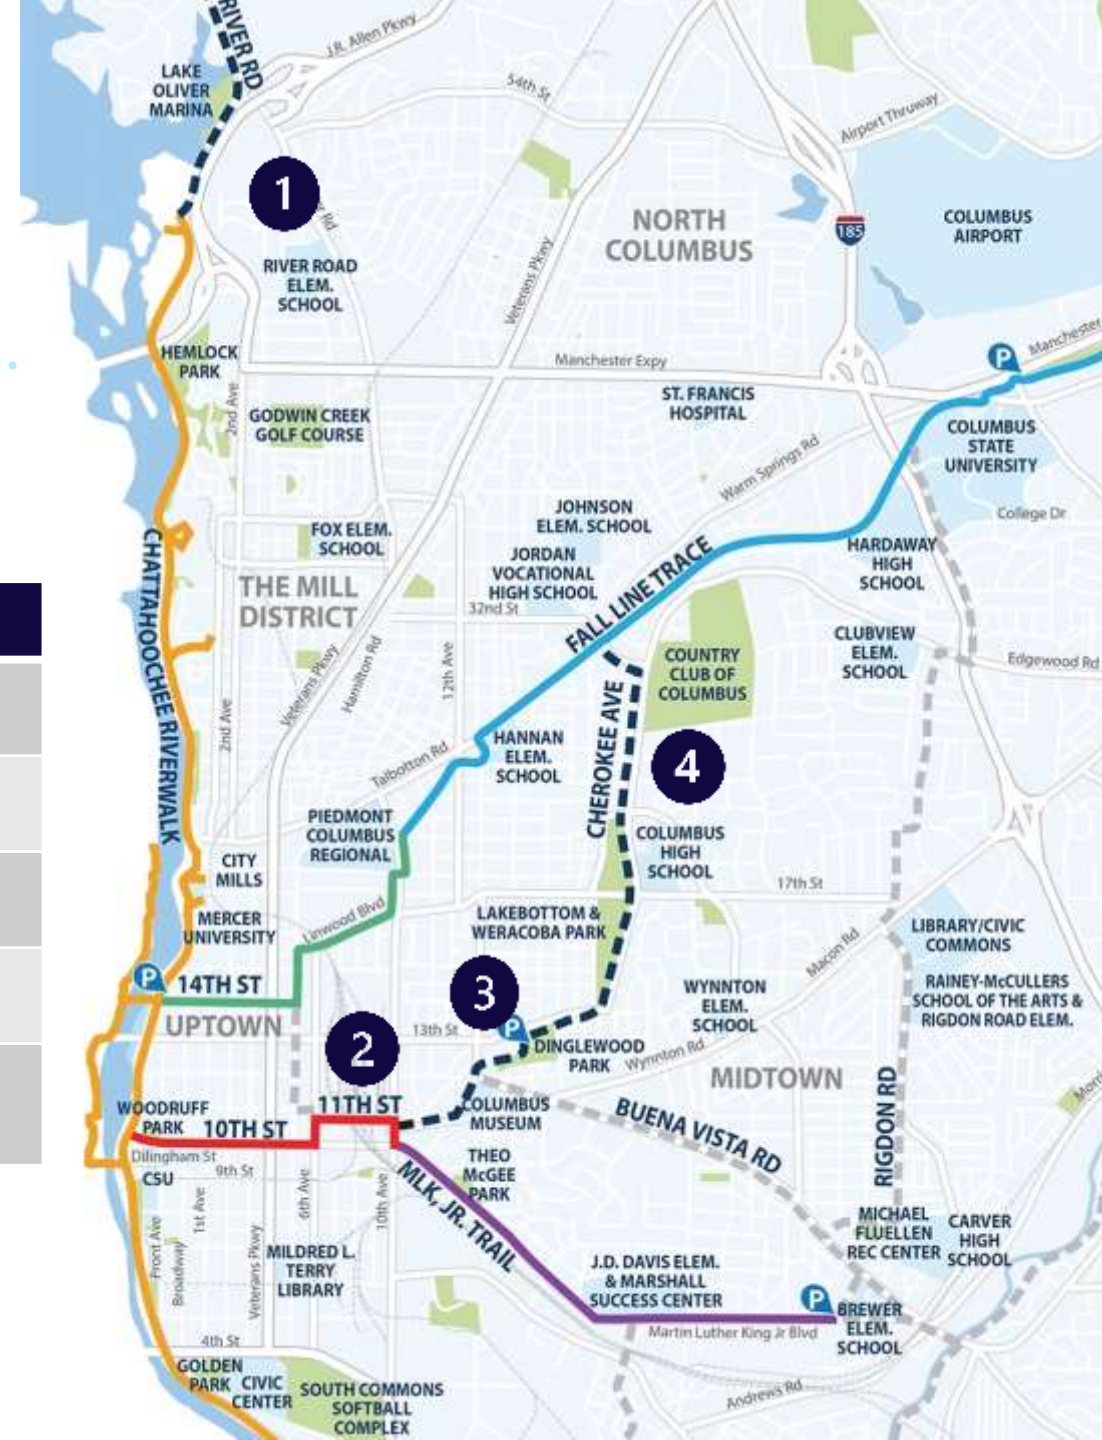 RIVER RD
J.R. Allen Pkwy
LAKE
OLIVER
MARINA
54th St
Airport Thruway
1
Rd
NORTH
COLUMBUS
185
COLUMBUS
AIRPORT
RIVER ROAD
ELEM.
SCHOOL
Veterans Pkwy
HEMLOCK
PARK
Manchester Expy
P
Manchester
2nd Ave
ST. FRANCIS
HOSPITAL
GODWIN CREEK
GOLF COURSE
COLUMBUS
STATE
UNIVERSITY
Warm Springs Rd
College Dr
JOHNSON
ELEM. SCHOOL
FOX ELEM.
SCHOOL
JORDAN
VOCATIONAL
HIGH SCHOOL
HARDAWAY
HIGH
SCHOOL
CHATTAHOOCHEE RIVERWALK
THE MILL
DISTRICT
32nd St
FALL LINE TRACE
CLUBVIEW
ELEM.
SCHOOL
Edgewood Rd
COUNTRY
CLUB OF
COLUMBUS
Veterans Pkwy
Hamilton Rd
12th Ave
2nd Ave
CHEROKEE AVE
HANNAN
ELEM.
SCHOOL
Talbotton Rd
4
PIEDMONT
COLUMBUS
REGIONAL
COLUMBUS
HIGH
SCHOOL
CITY
MILLS
17th St
MERCER
UNIVERSITY
Linwood Blvd
LAKEBOTTOM &
WERACOBA PARK
LIBRARY/CIVIC
COMMONS
Macon Rd
P
14TH ST
3
WYNNTON
ELEM.
SCHOOL
RAINEY-McCULLERS
SCHOOL OF THE ARTS &
RIGDON ROAD ELEM.
UPTOWN
13th St
P
2
DINGLEWOOD
PARK
Wynnton Rd
MIDTOWN
RIGDON RD
WOODRUFF
PARK
10TH ST
11TH ST
COLUMBUS
MUSEUM
BUENA VISTA RD
Dilingham St
9th St
CSU
THEO
McGEE
PARK
MLK, JR. TRAIL
1st Ave
6th Ave
10th Ave
Front Ave
Broadway
Veterans Pkwy
MICHAEL
FLUELLEN
REC CENTER
CARVER
HIGH
SCHOOL
MILDRED L.
TERRY
LIBRARY
J.D. DAVIS ELEM.
& MARSHALL
SUCCESS CENTER
P
BREWER
ELEM.
SCHOOL
Martin Luther King Jr Blvd
4th St
GOLDEN
PARK
CIVIC
CENTER
SOUTH COMMONS
SOFTBALL
COMPLEX
Andrews Rd